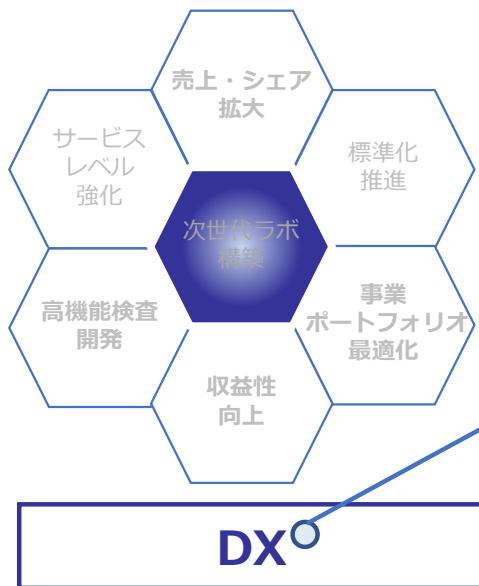 売上・シェア
拡大
サービス
レベル
強化
標準化
推進
次世代ラボ
構築
高機能検査
開発
事業
ポートフォリオ
最適化
収益性
向上
DX